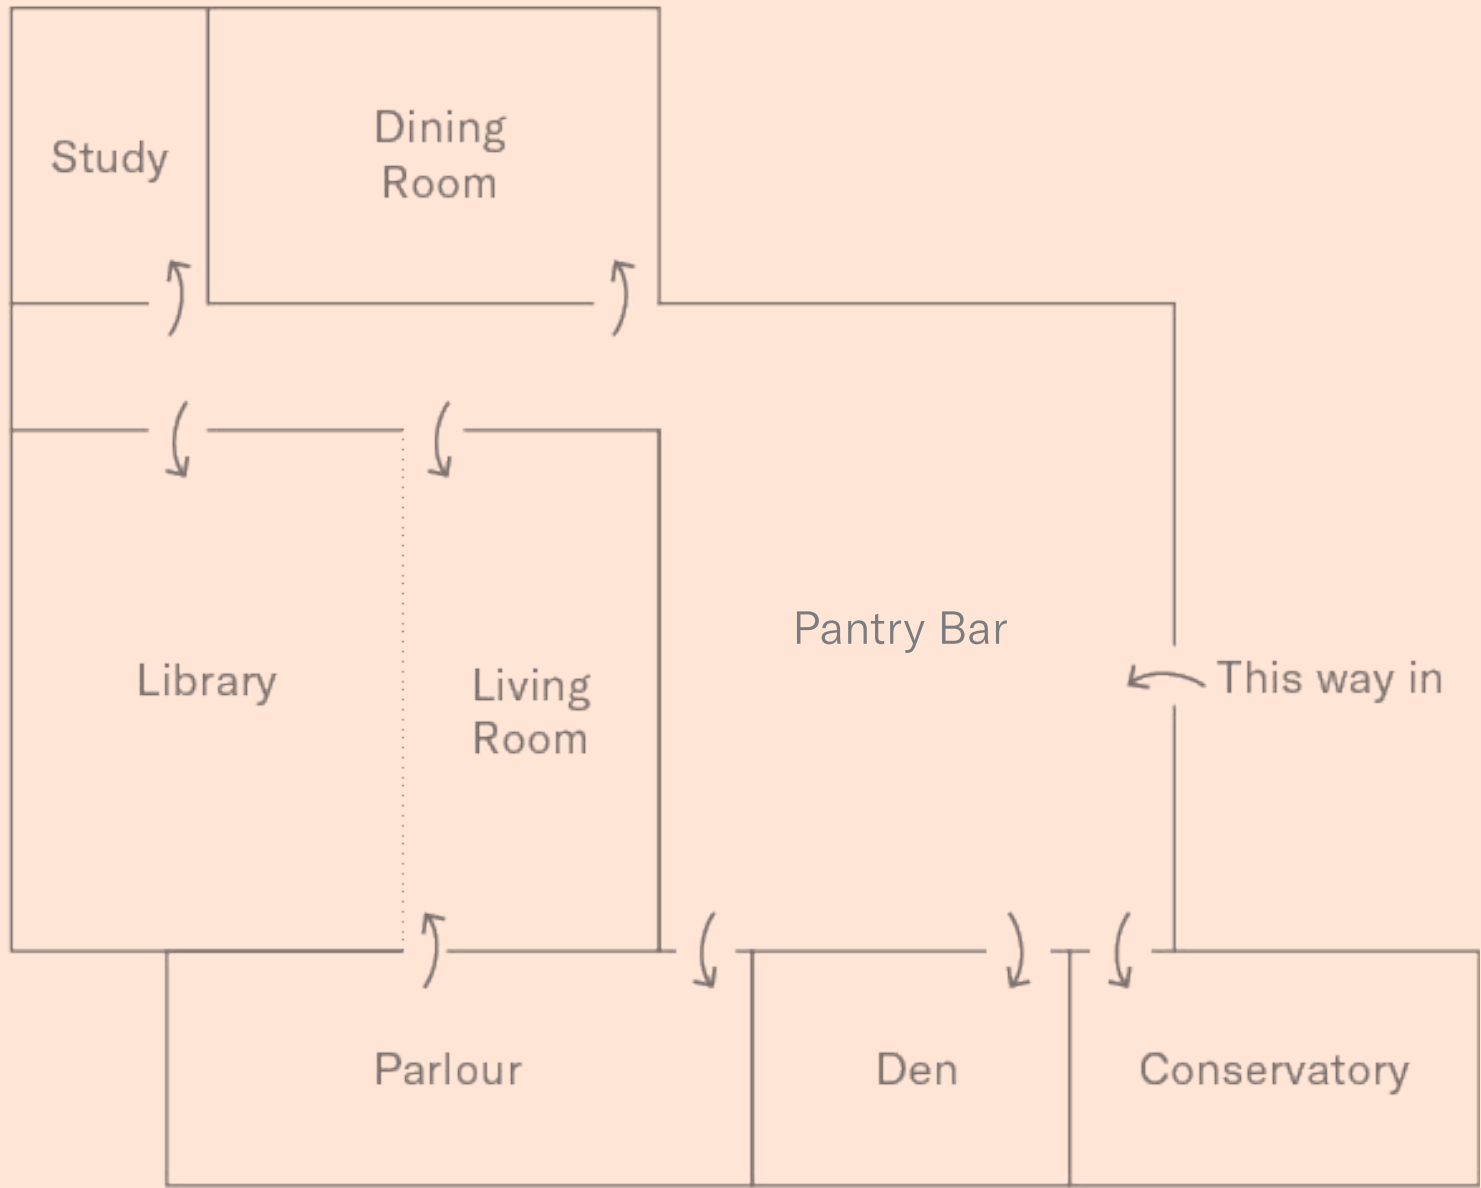 Study
Dining
Room
Pantry Bar
This way in
Library
Living
Room
Parlour
Den
Conservatory